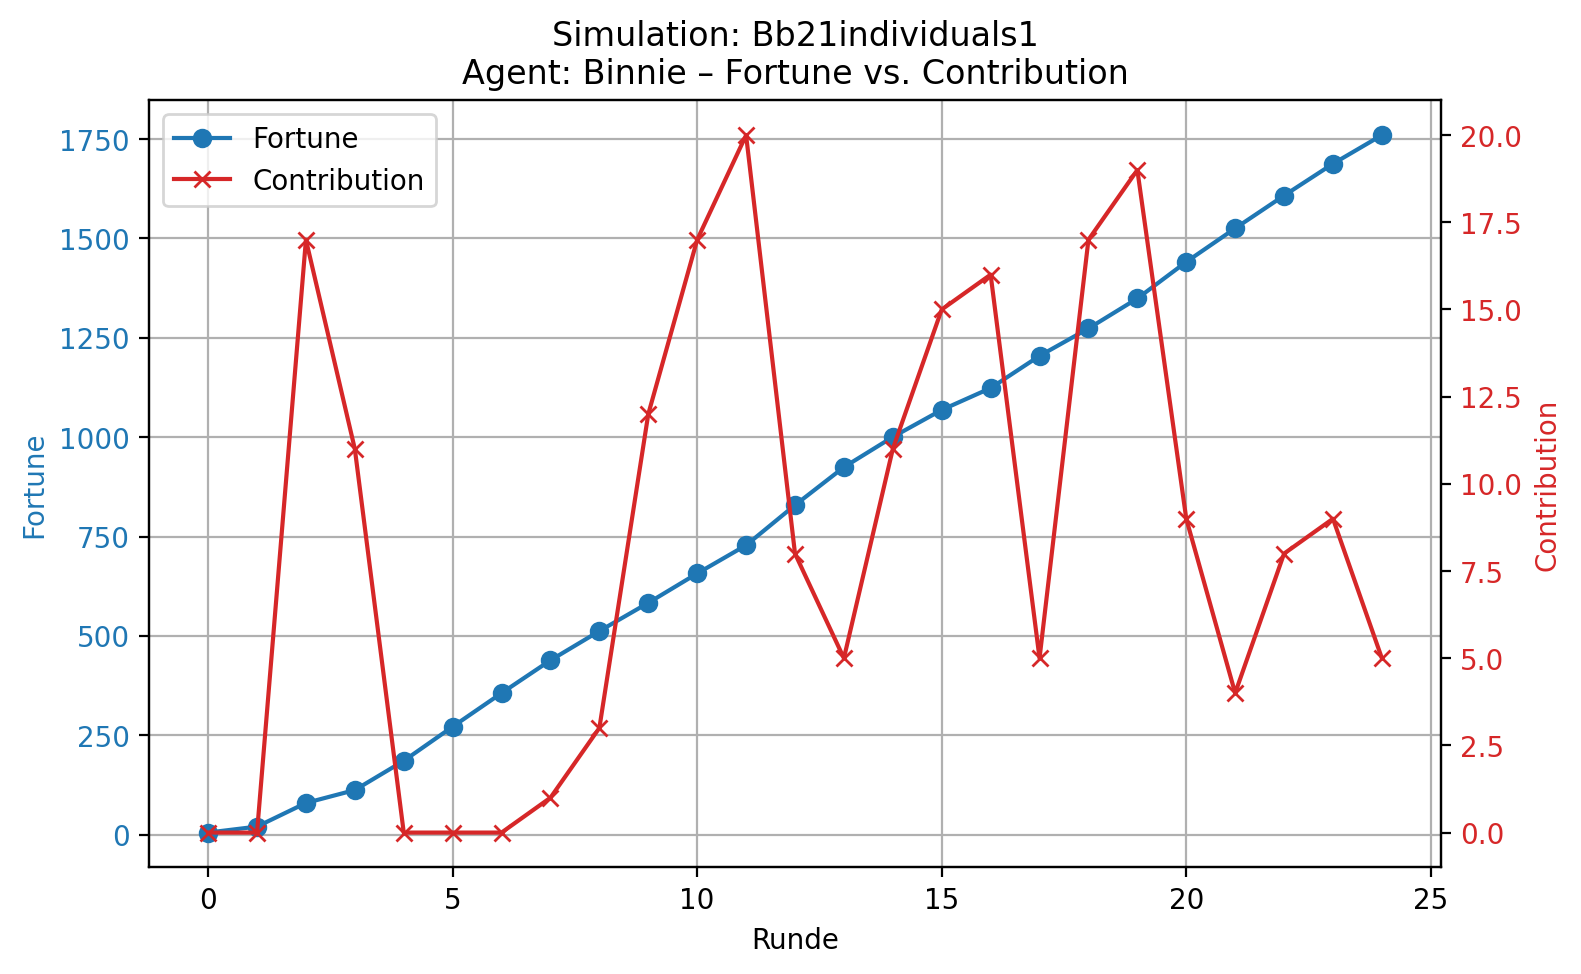 Simulation: Bb21individuals1
Agent: Binnie – Fortune vs. Contribution
Fortune
Contribution
1750
1500
1250
1000
750
500
250
0
Fortune
20.0
17.5
15.0
12.5
10.0
7.5
5.0
2.5
0.0
Contribution
0 5 10 15 20 25
Runde